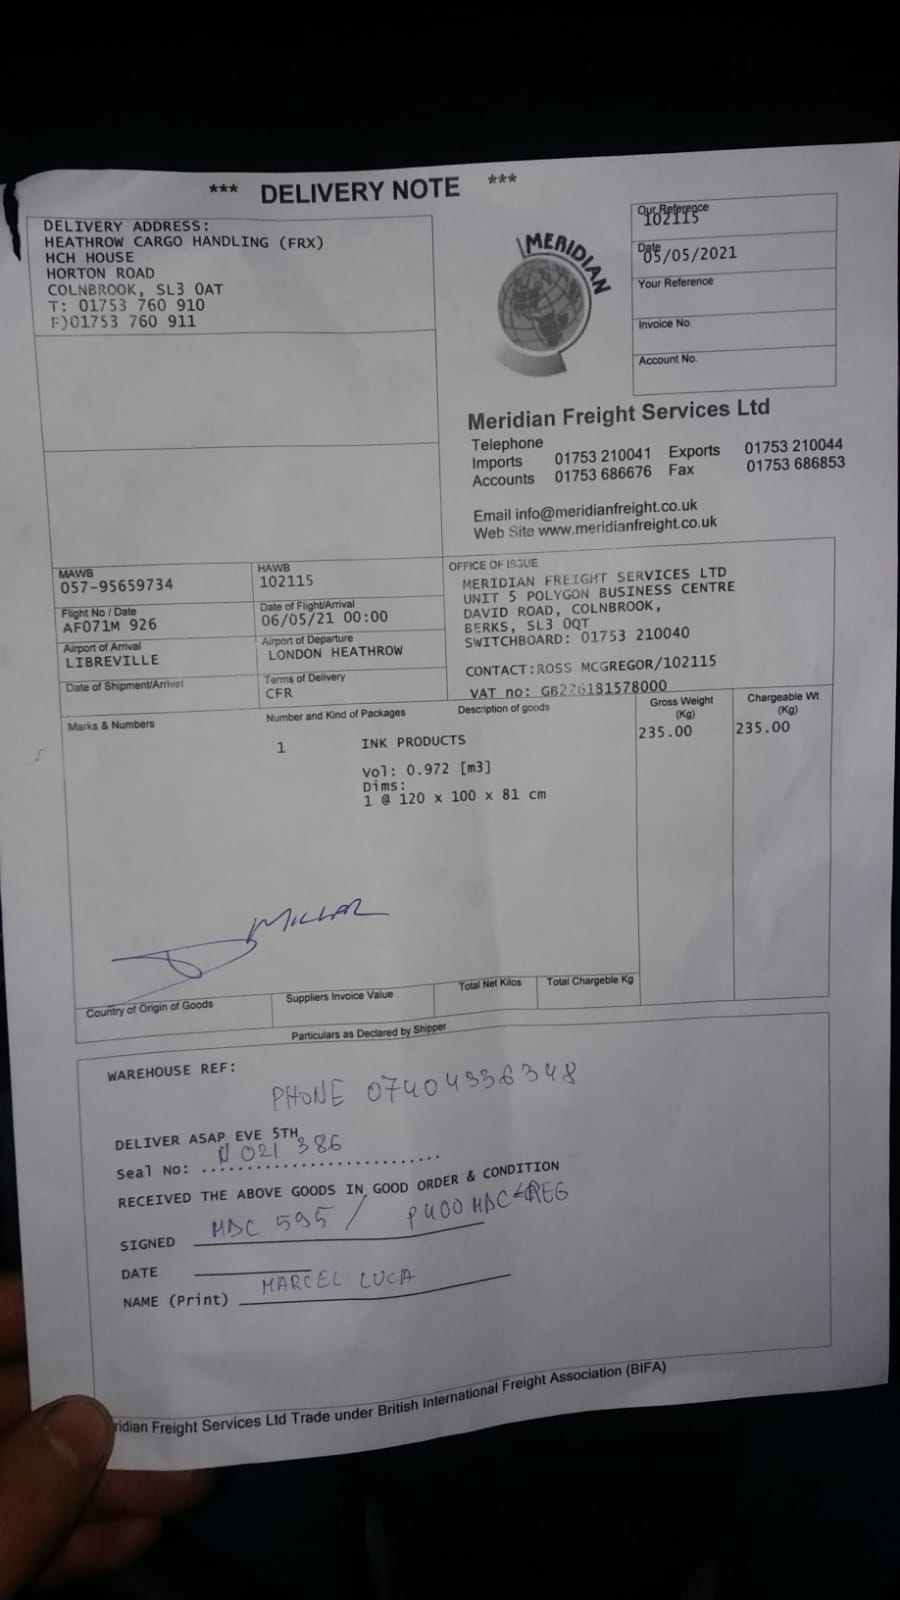 *** DELIVERY NOTE ***
DELIVERY ADDRESS:
HEATHROW CARGO HANDLING (FRX)
HCH HOUSE
HORTON ROAD
COLNBROOK, SL3 0AT
T: 01753 760 910
F)01753 760 911
MERIDIAN
Our Reference
102115
Date
05/05/2021
Your Reference
Invoice No.
Account No.
Meridian Freight Services Ltd
Telephone
Imports 01753 210041 Exports 01753 210044
Accounts 01753 686676 Fax 01753 686853
Email info@meridianfreight.co.uk
Web Site www.meridianfreight.co.uk
MAWB
057-95659734
HAWB
102115
Flight No / Date
AF071M 926
Date of Flight/Arrival
06/05/21 00:00
Airport of Arrival
LIBREVILLE
Airport of Departure
LONDON HEATHROW
Date of Shipment/Arrivel
Terms of Delivery
CFR
OFFICE OF ISSUE
MERIDIAN FREIGHT SERVICES LTD
UNIT 5 POLYGON BUSINESS CENTRE
DAVID ROAD, COLNBROOK,
BERKS, SL3 0QT
SWITCHBOARD: 01753 210040
CONTACT:ROSS MCGREGOR/102115
VAT no: GB226181578000
Marks & Numbers
Number and Kind of Packages
Description of goods
Gross Weight
(Kg)
Chargeable Wt
(Kg)
1 INK PRODUCTS 235.00 235.00
Vol: 0.972 [m3]
Dims:
1 @ 120 x 100 x 81 cm
MILLAR
Country of Origin of Goods
Suppliers Invoice Value
Total Net Kilos
Total Chargeble Kg
Particulars as Declared by Shipper
WAREHOUSE REF:
PHONE 07404336348
DELIVER ASAP EVE 5TH
Seal No: N 021 386
RECEIVED THE ABOVE GOODS IN GOOD ORDER & CONDITION
SIGNED MDC 595 / P400 MDC REG
DATE
NAME (Print) MARCEL LUCA
ridian Freight Services Ltd Trade under British International Freight Association (BIFA)